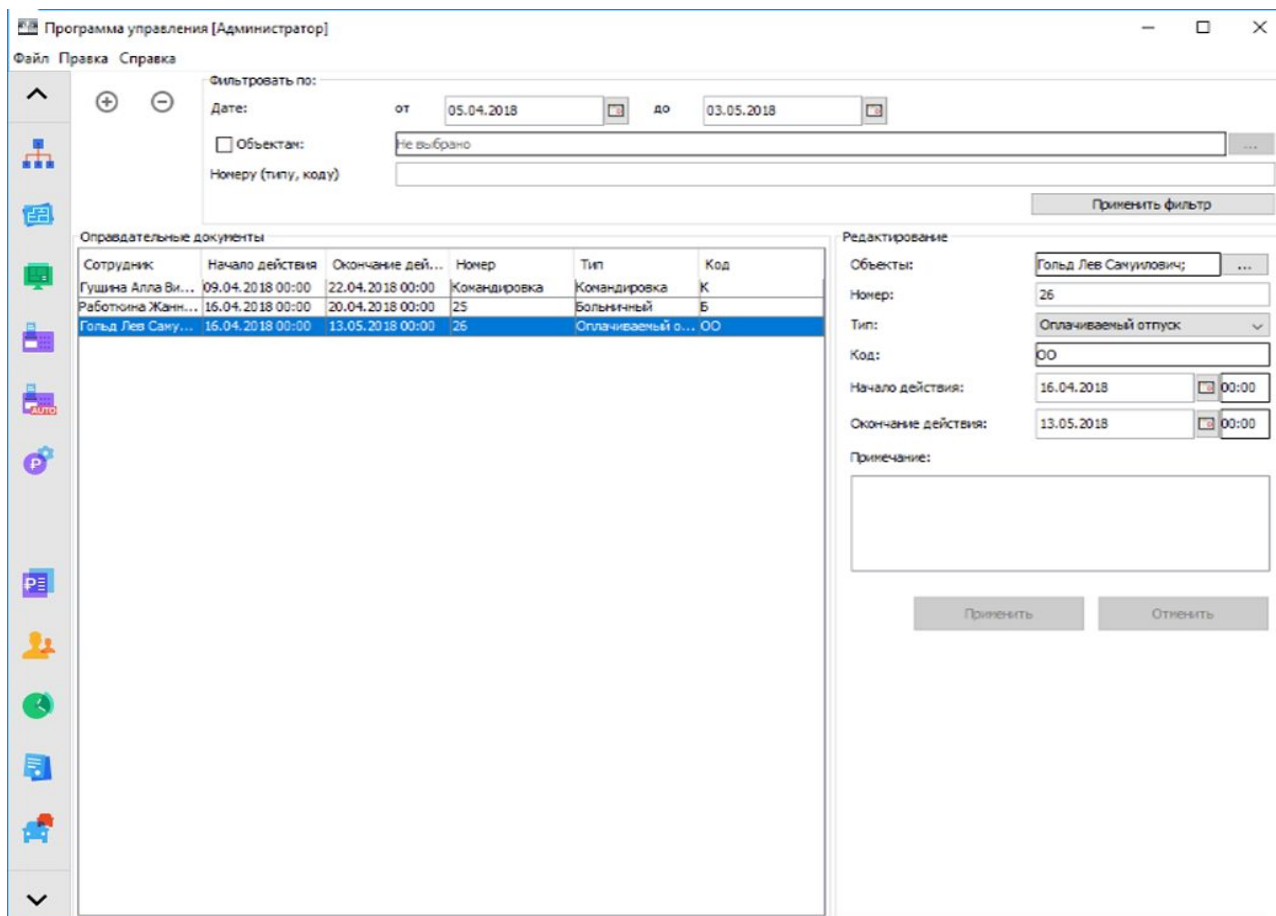 Программа управления [Администратор]
Файл Правка Справка
Фильтровать по:
Дате: от 05.04.2018 до 03.05.2018
Объектам: Не выбрано ...
Номеру (типу, коду)
Применить фильтр
Оправдательные документы
Сотрудник Начало действия Окончание дей... Номер Тип Код
Гущина Алла Ви... 09.04.2018 00:00 22.04.2018 00:00 Командировка Командировка К
Работкина Жанн... 16.04.2018 00:00 20.04.2018 00:00 25 Больничный Б
Гольд Лев Саму... 16.04.2018 00:00 13.05.2018 00:00 26 Оплачиваемый о... ОО
Редактирование
Объекты: Гольд Лев Самуилович; ...
Номер: 26
Тип: Оплачиваемый отпуск
Код: ОО
Начало действия: 16.04.2018 00:00
Окончание действия: 13.05.2018 00:00
Примечание:
Применить Отменить
AUTO